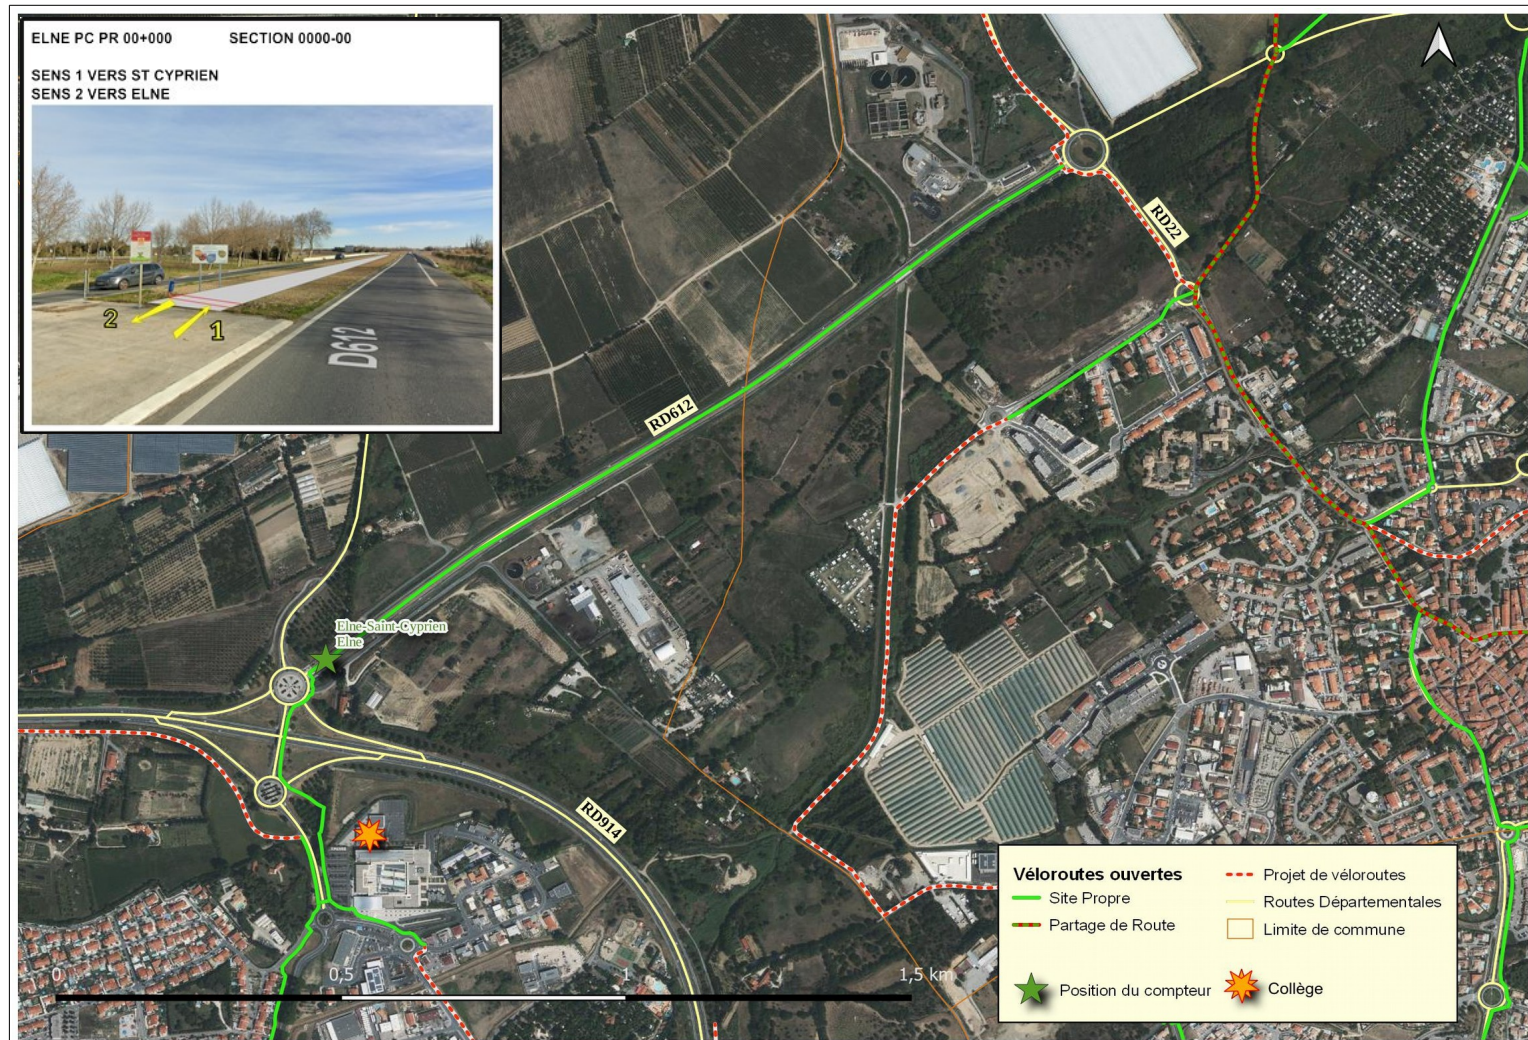 ELNE PC PR 00+000 SECTION 0000-00
SENS 1 VERS ST CYPRIEN
SENS 2 VERS ELNE
2
1
D612
RD22
RD612
Elne-Saint-Cyprien
Elne
RD914
Véloroutes ouvertes
Site Propre
Partage de Route
Projet de véloroutes
Routes Départementales
Limite de commune
Position du compteur
Collège
0 0,5 1 1,5 km